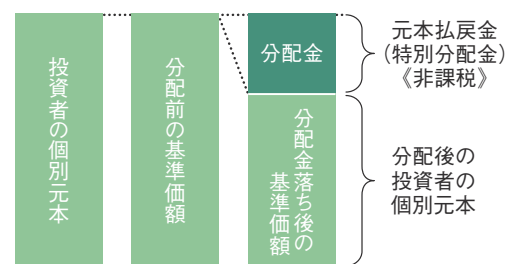 投資者の個別元本
分配前の基準価額
分配金
分配金落ち後の
基準価額
元本払戻金
(特別分配金)
《非課税》
分配後の
投資者の
個別元本